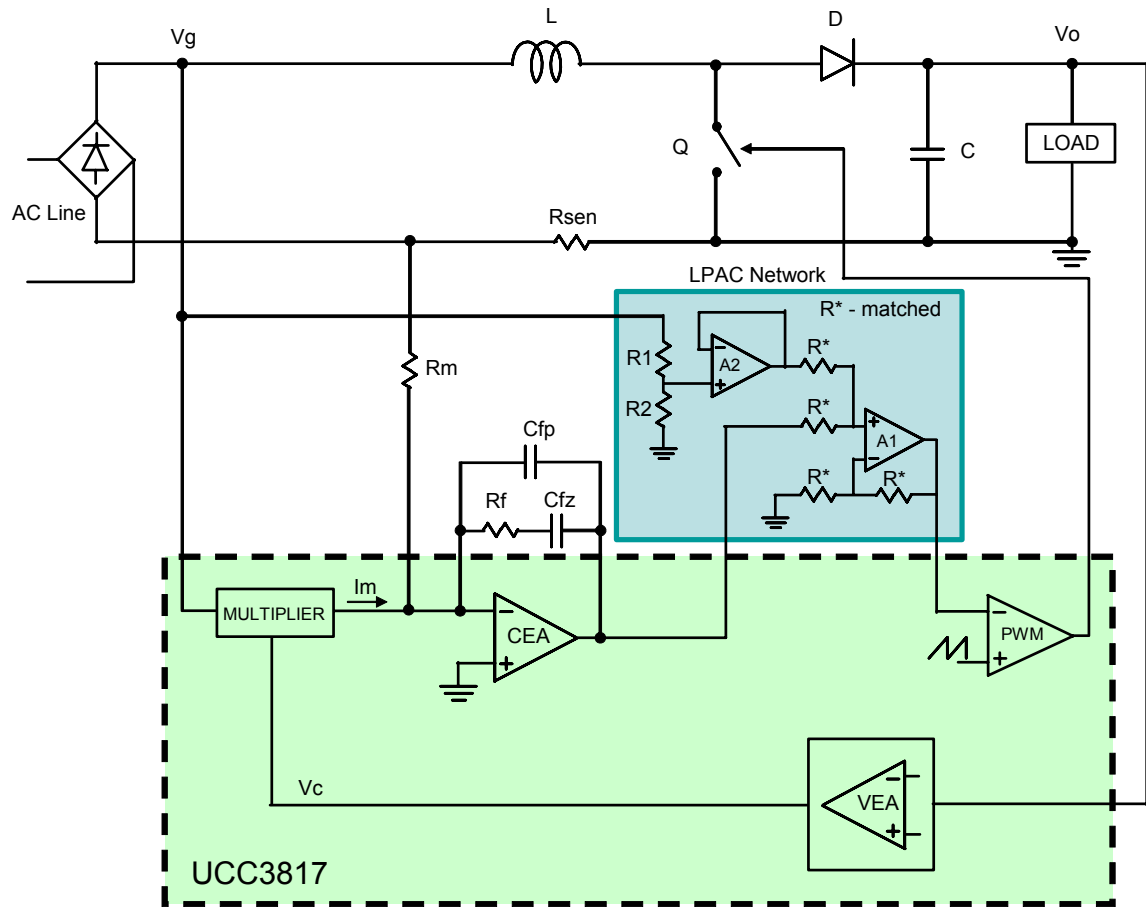 L
D
Vg
Vo
Q
C
LOAD
AC Line
Rsen
LPAC Network
R* - matched
R1
A2
R*
Rm
R2
R*
A1
Cfp
R*
R*
Rf
Cfz
Im
MULTIPLIER
CEA
PWM
Vc
VEA
UCC3817